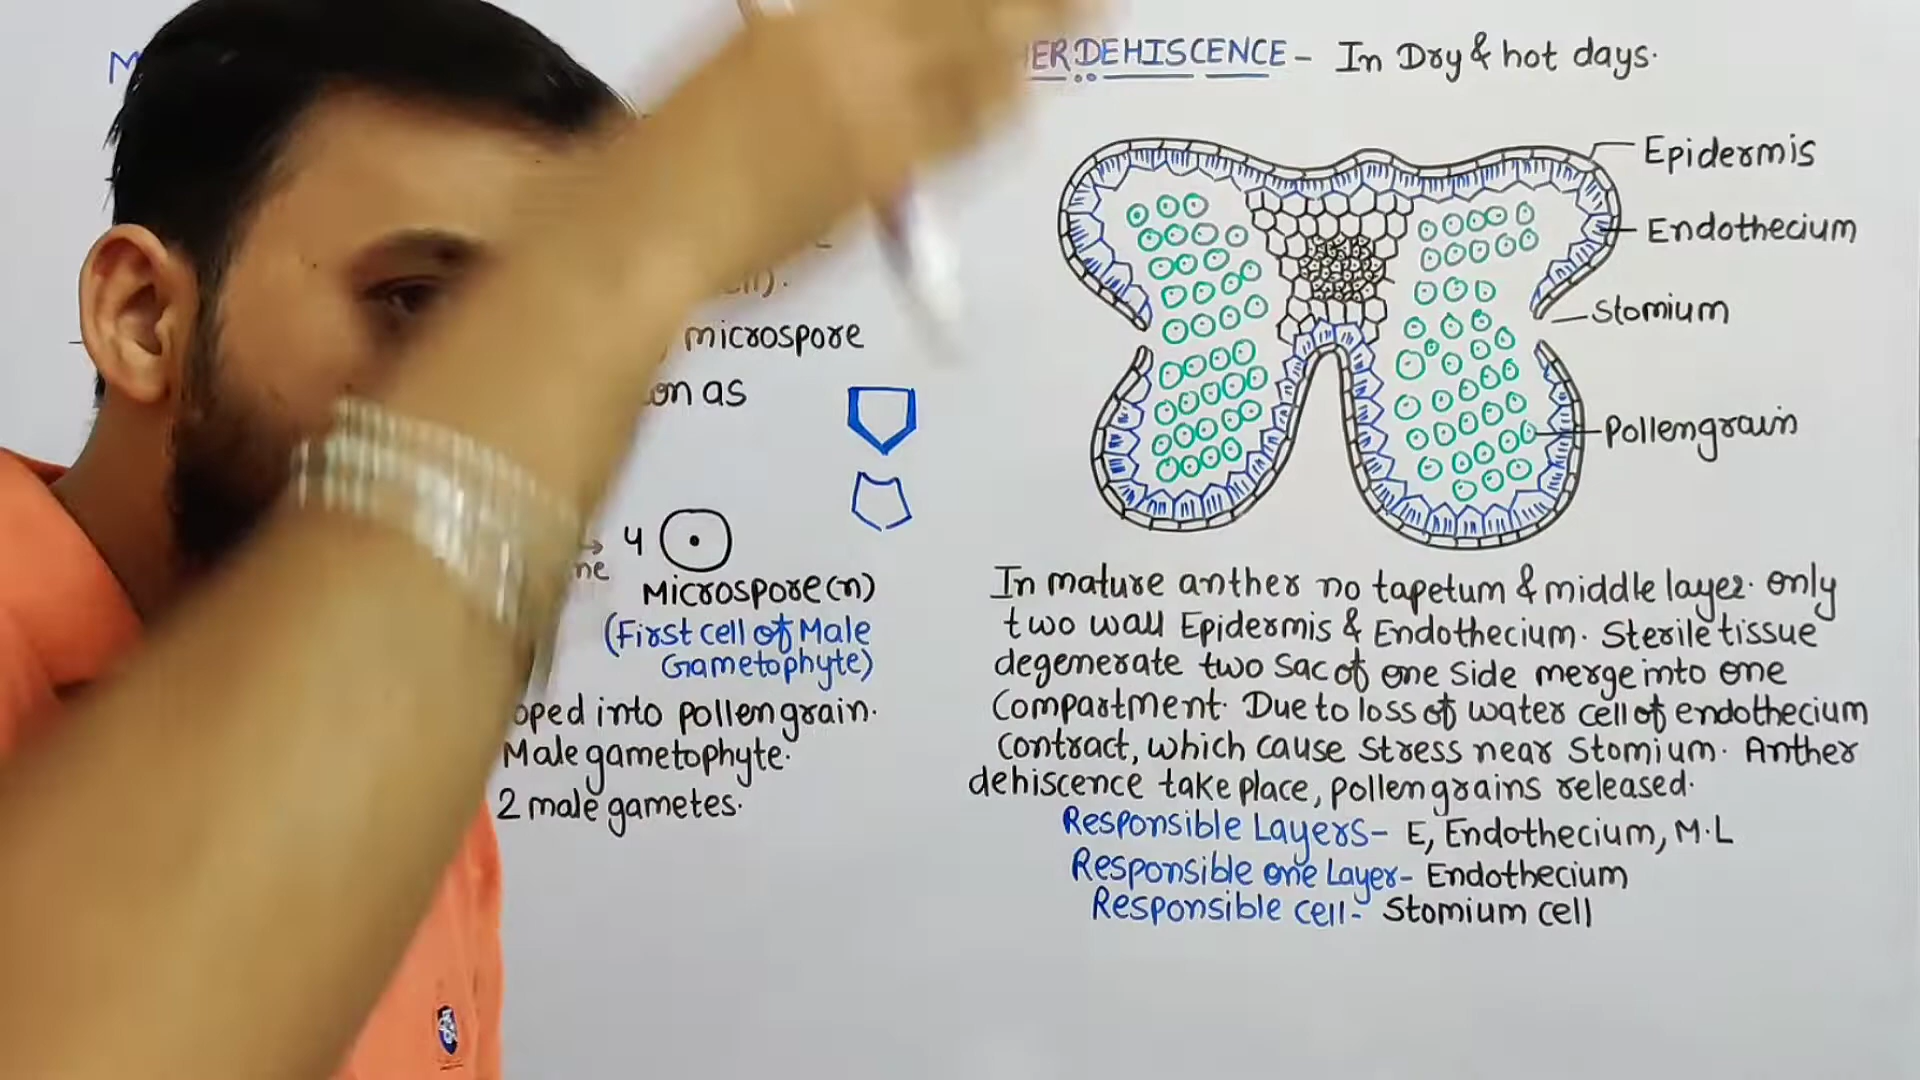 M
DEHISCENCE - In Dry & hot days.
Epidermis
Endothecium
Stomium
Pollengrain
microspore
on as
4
Microspore (n)
(First cell of Male
Gametophyte)
oped into pollengrain.
Male gametophyte.
2 male gametes.
In mature anther no tapetum & middle layer. only
two wall Epidermis & Endothecium. Sterile tissue
degenerate two sac of one side merge into one
Compartment. Due to loss of water cell of endothecium
Contract, which cause stress near stomium. Anther
dehiscence take place, pollengrains released.
Responsible Layers- E, Endothecium, M.L
Responsible one Layer- Endothecium
Responsible cell- Stomium cell